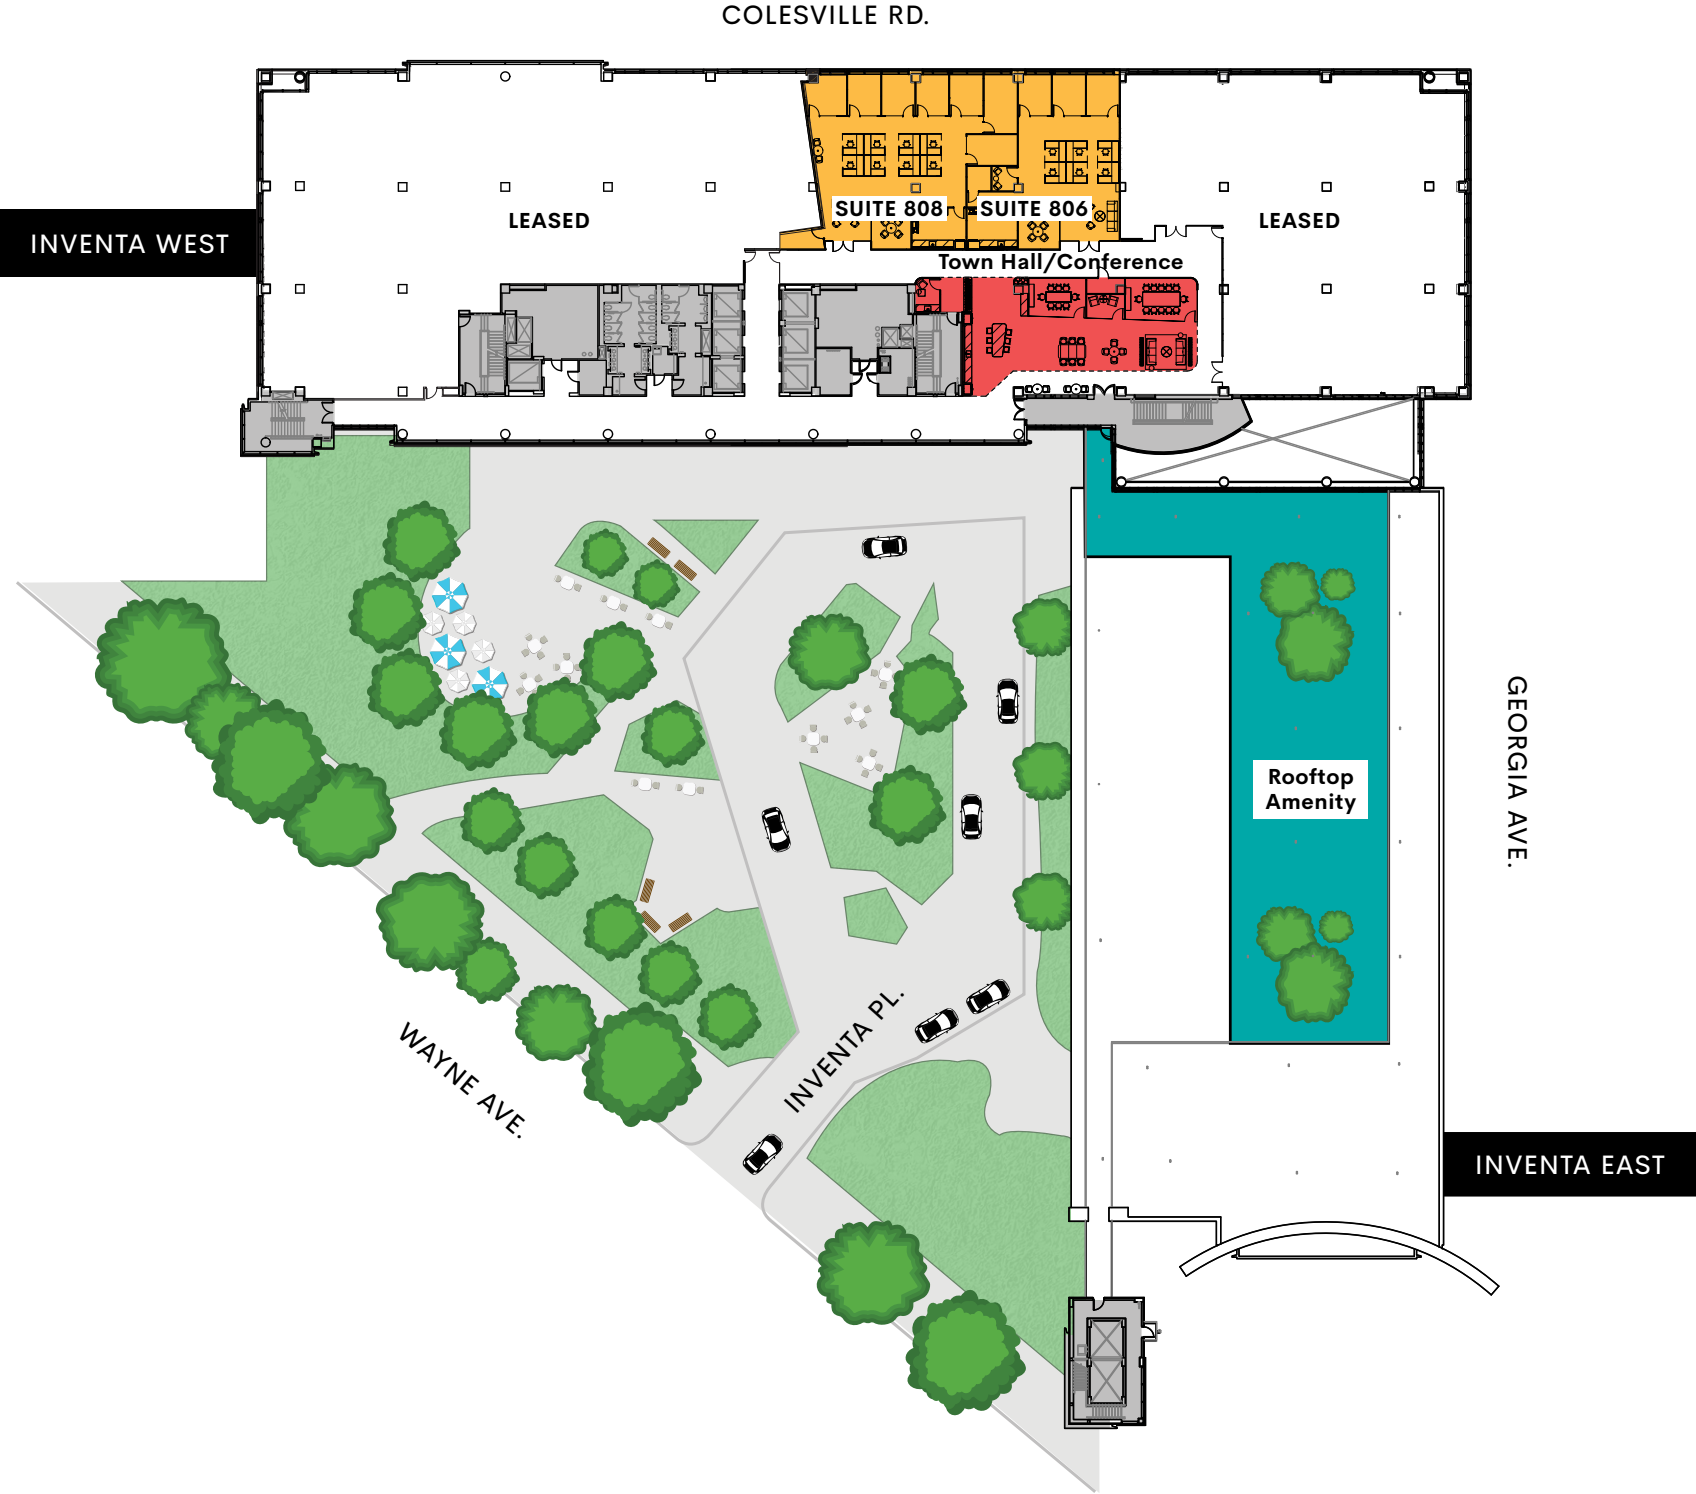 COLESVILLE RD.
SUITE 808
SUITE 806
LEASED
LEASED
INVENTA WEST
Town Hall/Conference
GEORGIA AVE.
Rooftop
Amenity
INVENTA PL.
WAYNE AVE.
INVENTA EAST